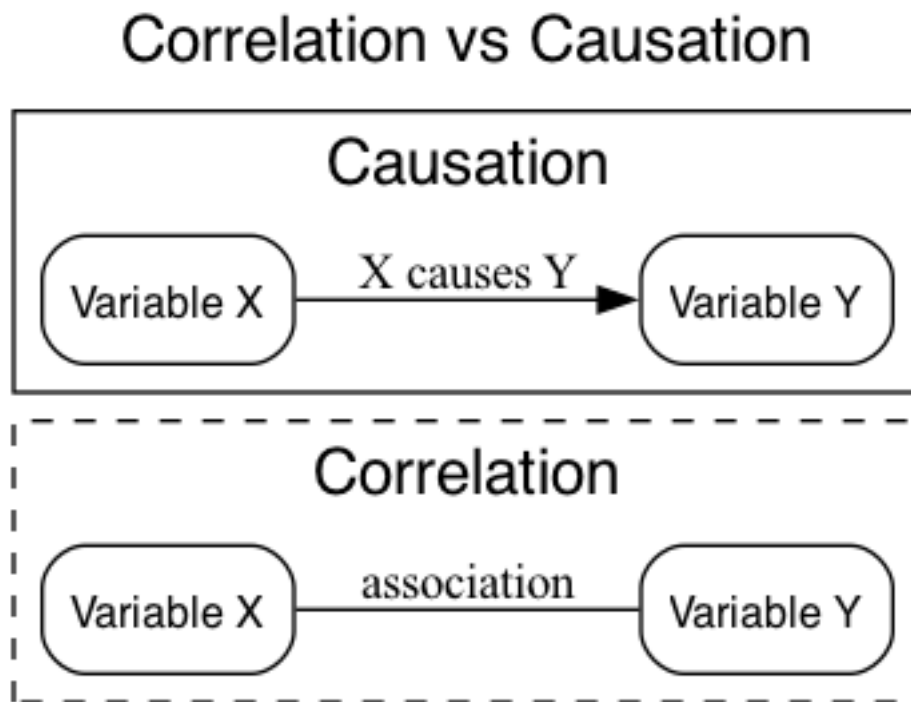 Correlation vs Causation
Causation
Variable X
X causes Y
Variable Y
Correlation
Variable X
association
Variable Y